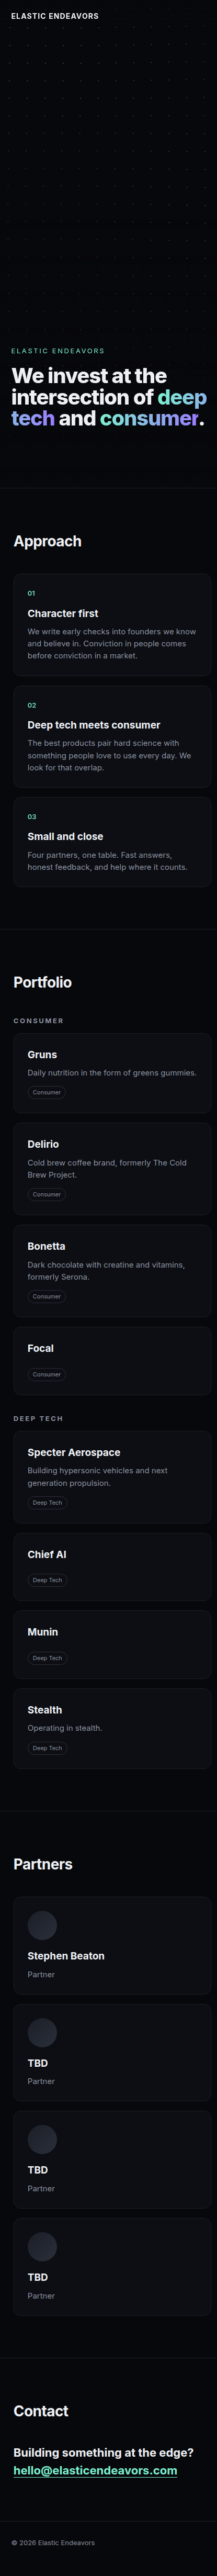 ELASTIC ENDEAVORS
ELASTIC ENDEAVORS
We invest at the
intersection of deep
tech and consumer.
Approach
01
Character first
We write early checks into founders we know
and believe in. Conviction in people comes
before conviction in a market.
02
Deep tech meets consumer
The best products pair hard science with
something people love to use every day. We
look for that overlap.
03
Small and close
Four partners, one table. Fast answers,
honest feedback, and help where it counts.
Portfolio
CONSUMER
Gruns
Daily nutrition in the form of greens gummies.
Consumer
Delirio
Cold brew coffee brand, formerly The Cold
Brew Project.
Consumer
Bonetta
Dark chocolate with creatine and vitamins,
formerly Serona.
Consumer
Focal
Consumer
DEEP TECH
Specter Aerospace
Building hypersonic vehicles and next
generation propulsion.
Deep Tech
Chief AI
Deep Tech
Munin
Deep Tech
Stealth
Operating in stealth.
Deep Tech
Partners
Stephen Beaton
Partner
TBD
Partner
TBD
Partner
TBD
Partner
Contact
Building something at the edge?
hello@elasticendeavors.com
© 2026 Elastic Endeavors